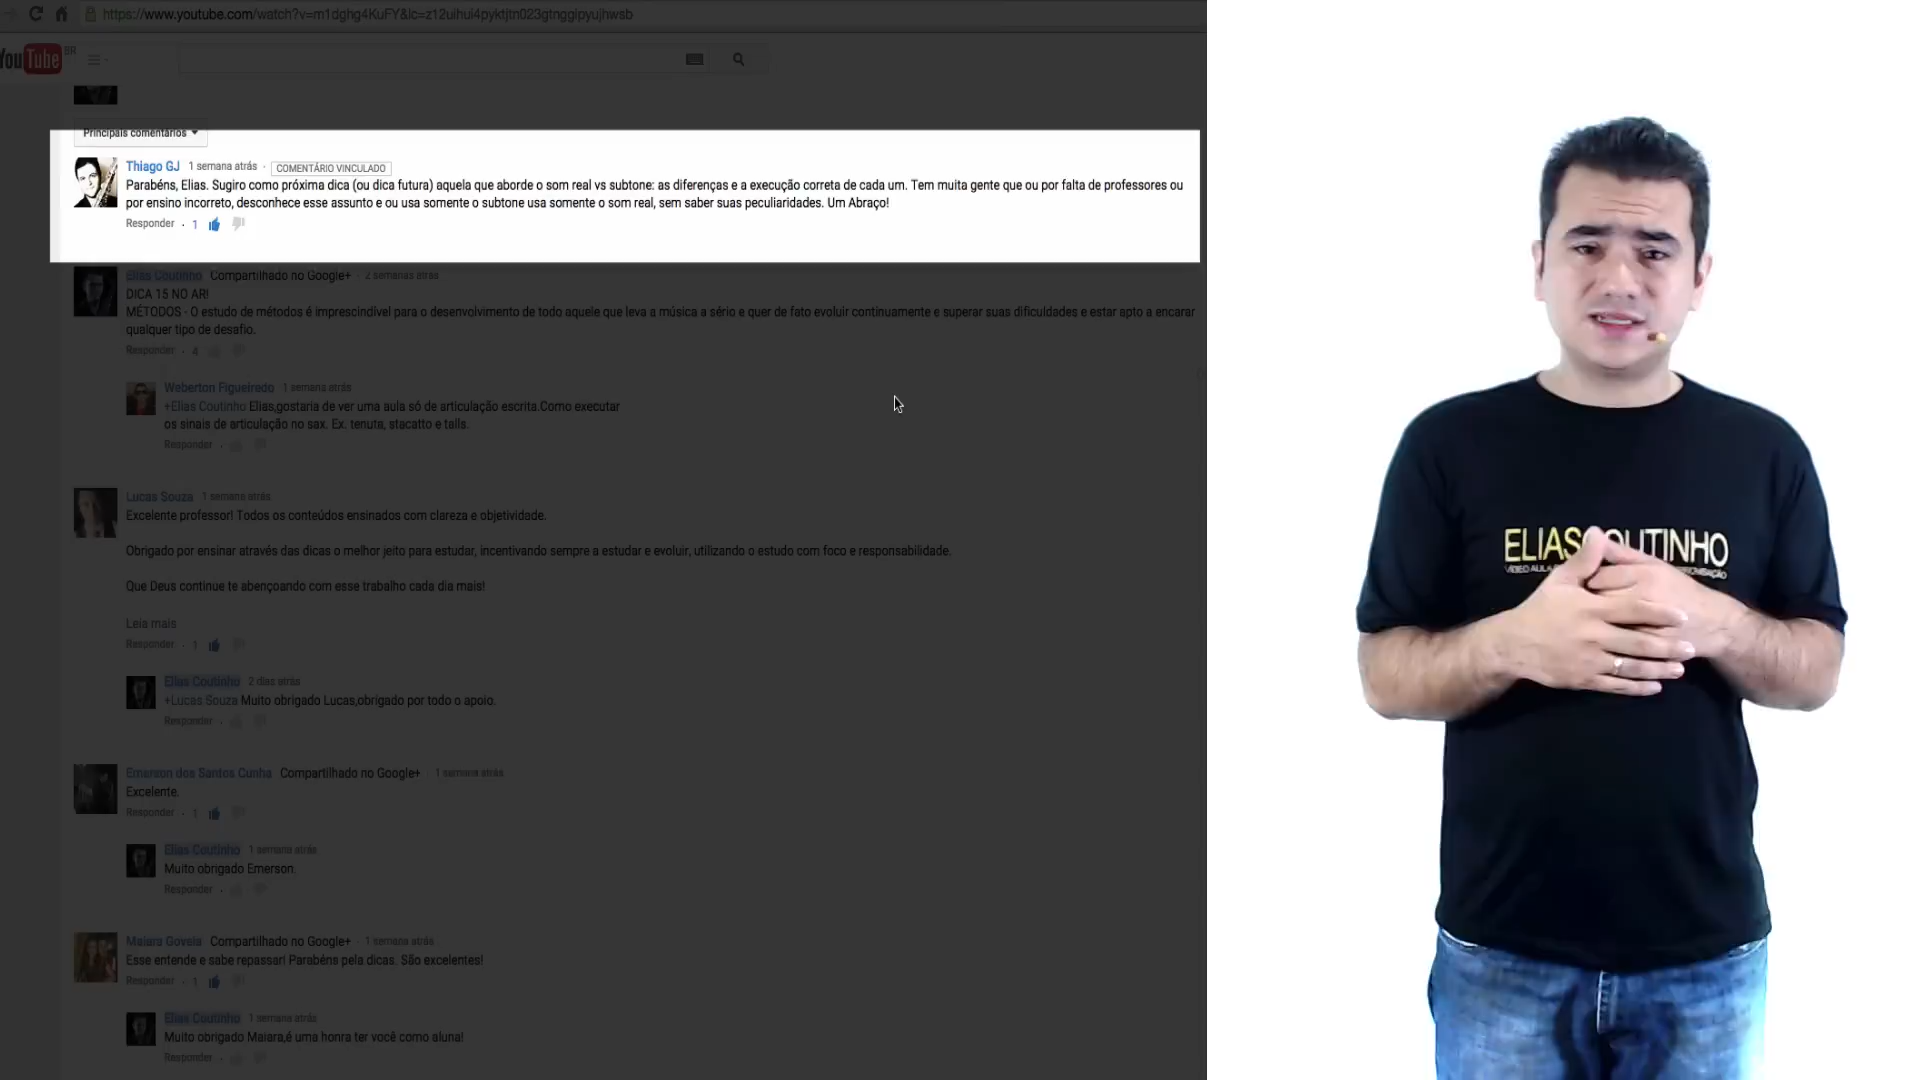 https://www.youtube.com/watch?v=m1dghg4KuFY&lc=z12uihui4pyktjtn023gtnggipyujhwsb
YouTube BR
Principais comentários
Thiago GJ 1 semana atrás · COMENTÁRIO VINCULADO
Parabéns, Elias. Sugiro como próxima dica (ou dica futura) aquela que aborde o som real vs subtone: as diferenças e a execução correta de cada um. Tem muita gente que ou por falta de professores ou
por ensino incorreto, desconhece esse assunto e ou usa somente o subtone usa somente o som real, sem saber suas peculiaridades. Um Abraço!
Responder · 1
Elias Coutinho Compartilhado no Google+ · 2 semanas atrás
DICA 15 NO AR!
MÉTODOS - O estudo de métodos é imprescindível para o desenvolvimento de todo aquele que leva a música a sério e quer de fato evoluir continuamente e superar suas dificuldades e estar apto a encarar
qualquer tipo de desafio.
Responder · 4
Weberton Figueiredo 1 semana atrás
+Elias Coutinho Elias,gostaria de ver uma aula só de articulação escrita.Como executar
os sinais de articulação no sax. Ex. tenuta, stacatto e talls.
Responder ·
Lucas Souza 1 semana atrás
Excelente professor! Todos os conteúdos ensinados com clareza e objetividade.
Obrigado por ensinar através das dicas o melhor jeito para estudar, incentivando sempre a estudar e evoluir, utilizando o estudo com foco e responsabilidade.
Que Deus continue te abençoando com esse trabalho cada dia mais!
Leia mais
Responder · 1
Elias Coutinho 2 dias atrás
+Lucas Souza Muito obrigado Lucas,obrigado por todo o apoio.
Responder ·
Emerson dos Santos Cunha Compartilhado no Google+ · 1 semana atrás
Excelente.
Responder · 1
Elias Coutinho 1 semana atrás
Muito obrigado Emerson.
Responder ·
Maiara Goveia Compartilhado no Google+ · 1 semana atrás
Esse entende e sabe repassar! Parabéns pela dicas. São excelentes!
Responder · 1
Elias Coutinho 1 semana atrás
Muito obrigado Maiara,é uma honra ter você como aluna!
Responder ·
ELIASCOUTINHO
VÍDEO AULA